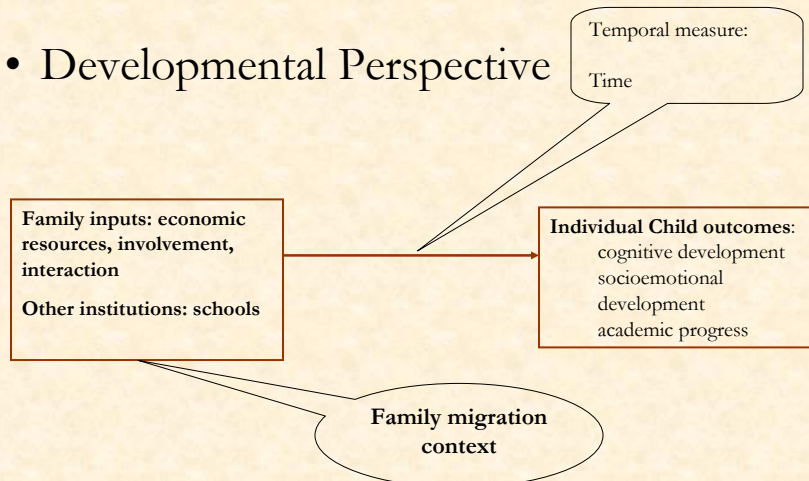 • Developmental Perspective
Temporal measure:
Time
Family inputs: economic
resources, involvement,
interaction
Other institutions: schools
Individual Child outcomes:
cognitive development
socioemotional
development
academic progress
Family migration
context